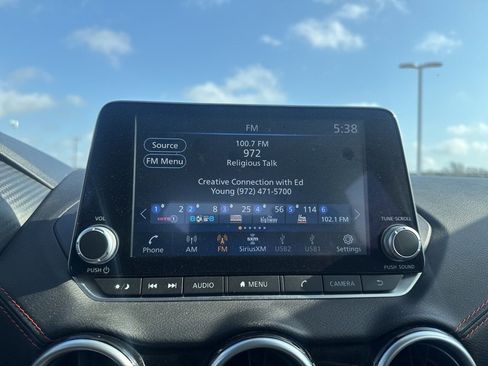 FM 5:38
Source
100.7 FM
972
FM Menu
Religious Talk
Creative Connection with Ed
Young (972) 471-5700
1 2 2 8 3 25 4 56 5 114 6
102.1 FM
VOL
TUNE·SCROLL
Phone AM FM SiriusXM USB2 USB1 Settings
PUSH
PUSH SOUND
AUDIO MENU CAMERA